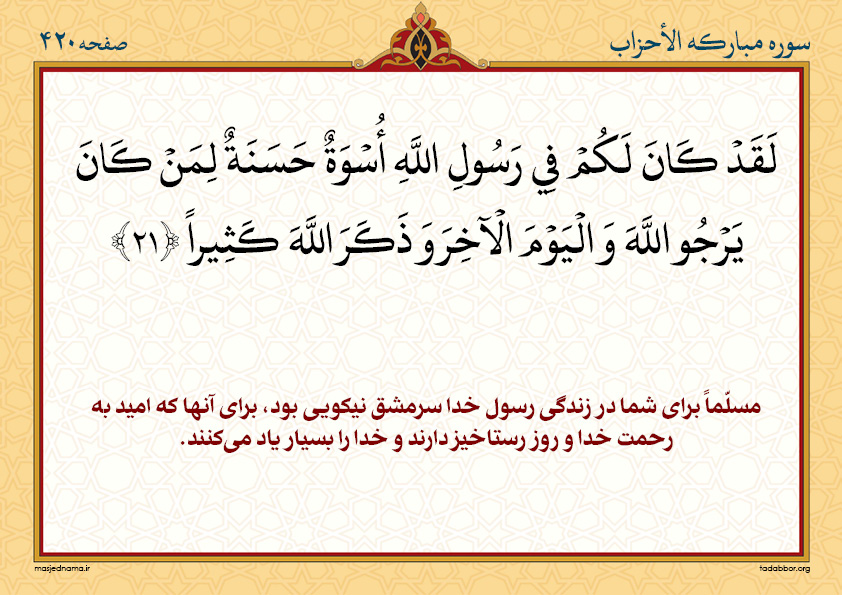 سوره مبارکه الأحزاب
صفحه ۴۲۰
لَقَدْ كَانَ لَكُمْ فِي رَسُولِ اللَّهِ أُسْوَةٌ حَسَنَةٌ لِمَنْ كَانَ
يَرْجُو اللَّهَ وَ الْيَوْمَ الْآخِرَ وَ ذَكَرَ اللَّهَ كَثِيراً ﴿۲۱﴾
مسلّماً برای شما در زندگی رسول خدا سرمشق نیکویی بود، برای آنها که امید به
رحمت خدا و روز رستاخیز دارند و خدا را بسیار یاد می‌کنند.
masjednama.ir
tadabbor.org